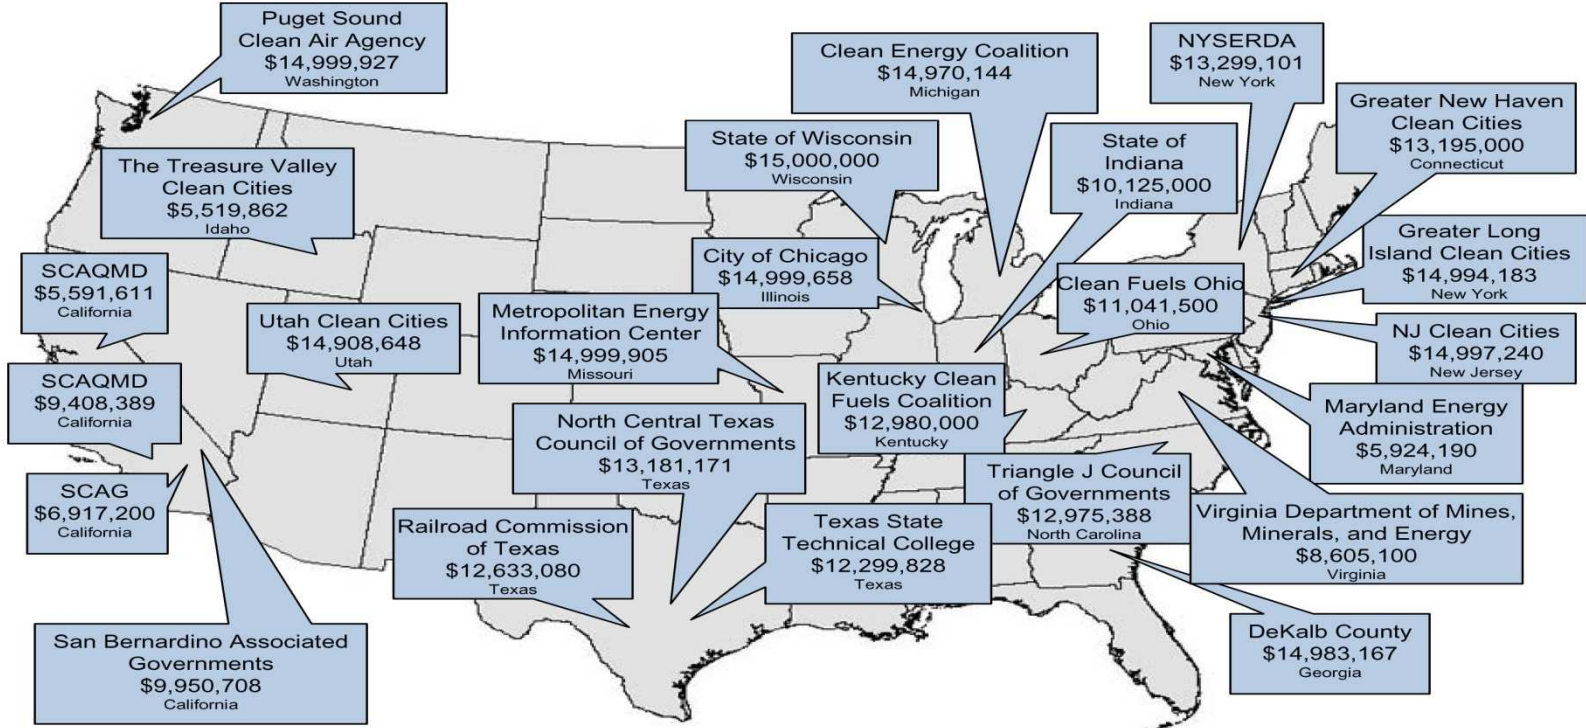 Puget Sound
Clean Air Agency
$14,999,927
Washington
Clean Energy Coalition
$14,970,144
Michigan
NYSERDA
$13,299,101
New York
Greater New Haven
Clean Cities
$13,195,000
Connecticut
State of Wisconsin
$15,000,000
Wisconsin
State of
Indiana
$10,125,000
Indiana
The Treasure Valley
Clean Cities
$5,519,862
Idaho
Greater Long
Island Clean Cities
$14,994,183
New York
City of Chicago
$14,999,658
Illinois
SCAQMD
$5,591,611
California
Clean Fuels Ohio
$11,041,500
Ohio
Metropolitan Energy
Information Center
$14,999,905
Missouri
Utah Clean Cities
$14,908,648
Utah
NJ Clean Cities
$14,997,240
New Jersey
SCAQMD
$9,408,389
California
Kentucky Clean
Fuels Coalition
$12,980,000
Kentucky
Maryland Energy
Administration
$5,924,190
Maryland
North Central Texas
Council of Governments
$13,181,171
Texas
SCAG
$6,917,200
California
Triangle J Council
of Governments
$12,975,388
North Carolina
Virginia Department of Mines,
Minerals, and Energy
$8,605,100
Virginia
Railroad Commission
of Texas
$12,633,080
Texas
Texas State
Technical College
$12,299,828
Texas
San Bernardino Associated
Governments
$9,950,708
California
DeKalb County
$14,983,167
Georgia